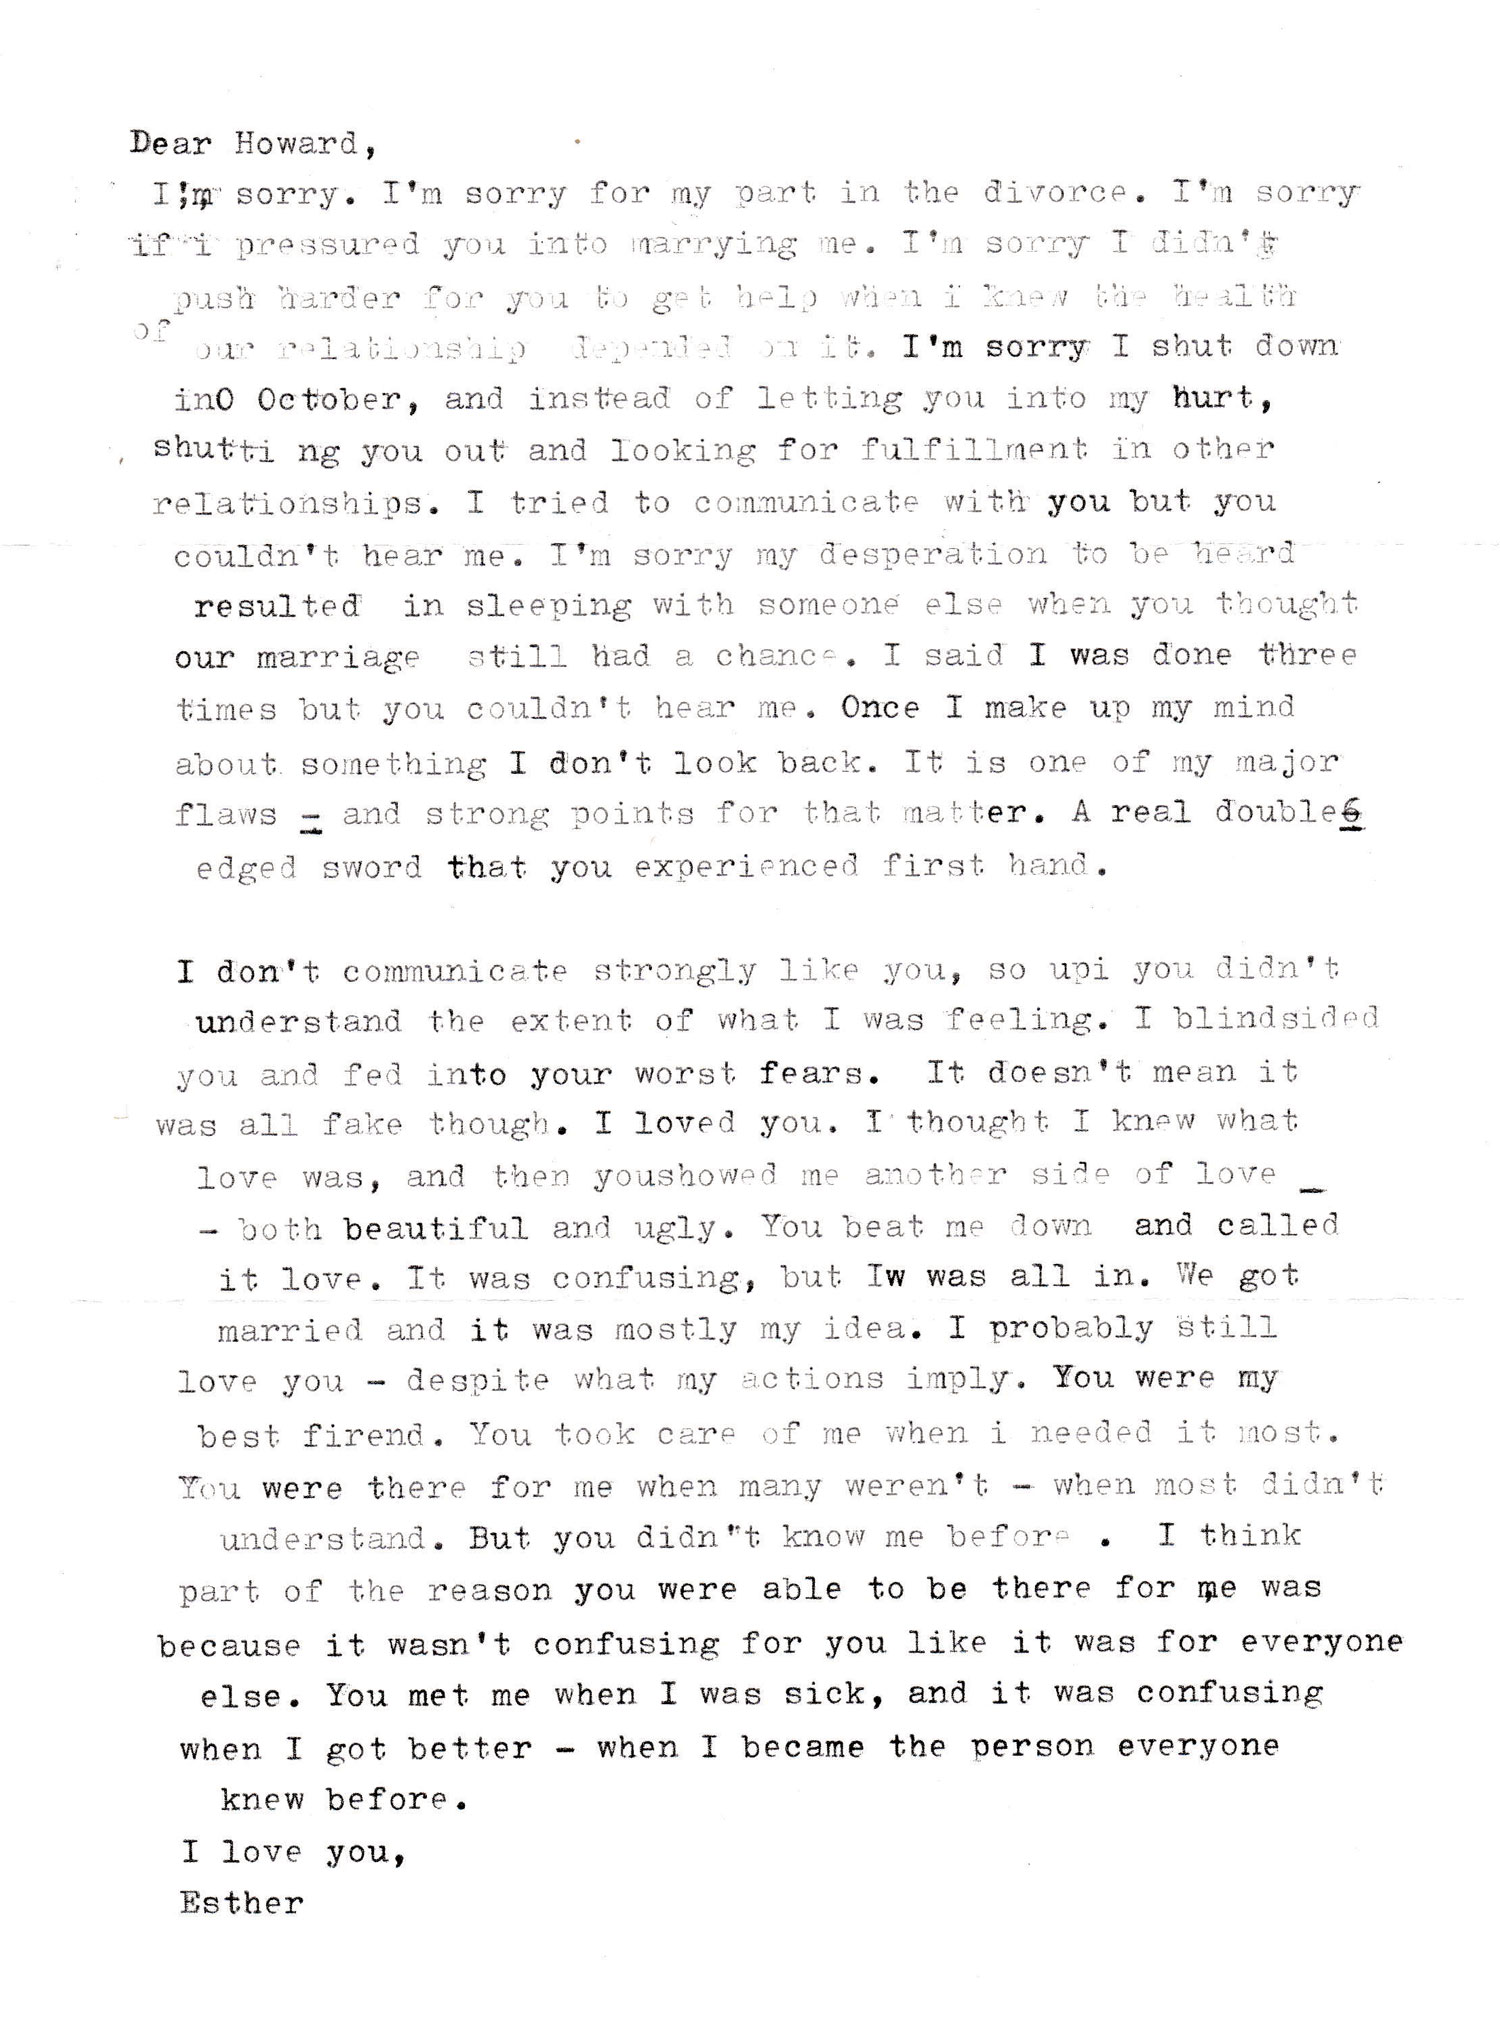 Dear Howard,
I'm sorry. I'm sorry for my part in the divorce. I'm sorry
if i pressured you into marrying me. I'm sorry I didn't
push harder for you to get help when i knew the health
of our relationship depended on it. I'm sorry I shut down
inO October, and instead of letting you into my hurt,
shutti ng you out and looking for fulfillment in other
relationships. I tried to communicate with you but you
couldn't hear me. I'm sorry my desperation to be heard
resulted in sleeping with someone else when you thought
our marriage still had a chance. I said I was done three
times but you couldn't hear me. Once I make up my mind
about something I don't look back. It is one of my major
flaws - and strong points for that matter. A real double6
edged sword that you experienced first hand.
I don't communicate strongly like you, so upi you didn't
understand the extent of what I was feeling. I blindsided
you and fed into your worst fears. It doesn't mean it
was all fake though. I loved you. I thought I knew what
love was, and then youshowed me another side of love _
- both beautiful and ugly. You beat me down and called
it love. It was confusing, but Iw was all in. We got
married and it was mostly my idea. I probably still
love you - despite what my actions imply. You were my
best firend. You took care of me when i needed it most.
You were there for me when many weren't - when most didn't
understand. But you didn"t know me before . I think
part of the reason you were able to be there for me was
because it wasn't confusing for you like it was for everyone
else. You met me when I was sick, and it was confusing
when I got better - when I became the person everyone
knew before.
I love you,
Esther